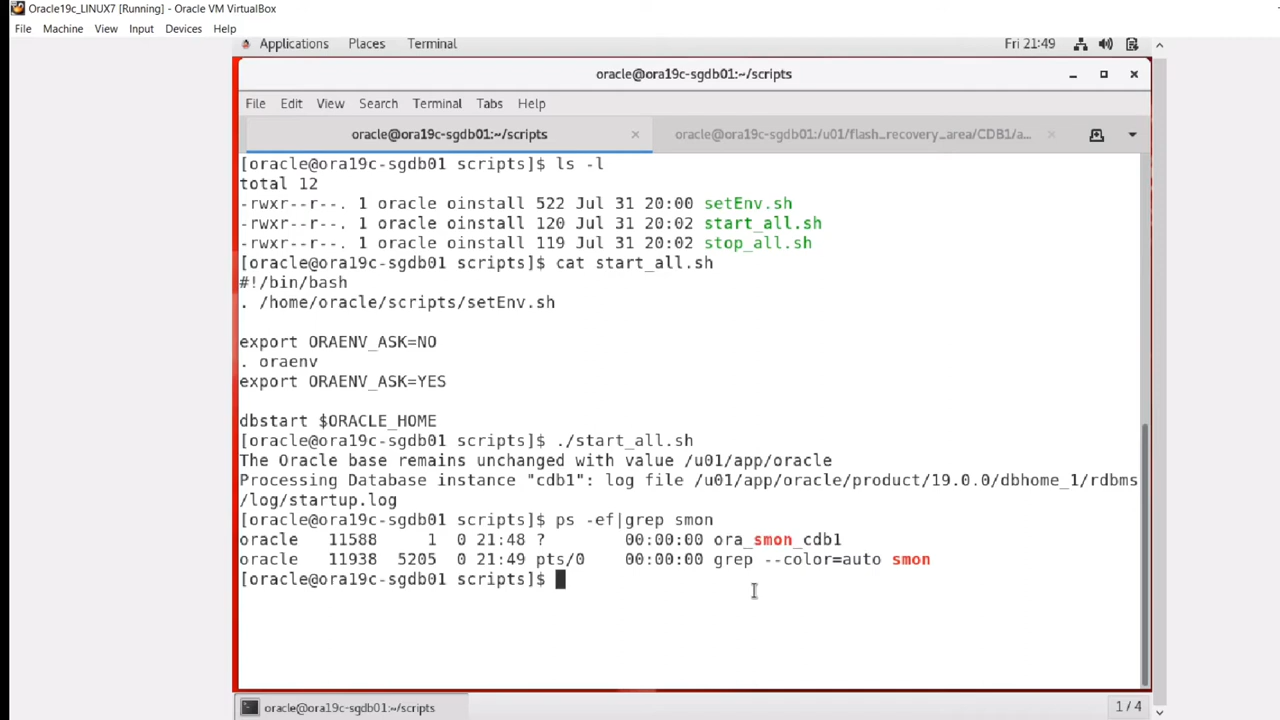 Oracle19c_LINUX7 [Running] - Oracle VM VirtualBox
File Machine View Input Devices Help
Applications Places Terminal Fri 21:49
oracle@ora19c-sgdb01:~/scripts
File Edit View Search Terminal Tabs Help
oracle@ora19c-sgdb01:~/scripts × oracle@ora19c-sgdb01:/u01/flash_recovery_area/CDB1/a... ×
[oracle@ora19c-sgdb01 scripts]$ ls -l
total 12
-rwxr--r--. 1 oracle oinstall 522 Jul 31 20:00 setEnv.sh
-rwxr--r--. 1 oracle oinstall 120 Jul 31 20:02 start_all.sh
-rwxr--r--. 1 oracle oinstall 119 Jul 31 20:02 stop_all.sh
[oracle@ora19c-sgdb01 scripts]$ cat start_all.sh
#!/bin/bash
. /home/oracle/scripts/setEnv.sh
export ORAENV_ASK=NO
. oraenv
export ORAENV_ASK=YES
dbstart $ORACLE_HOME
[oracle@ora19c-sgdb01 scripts]$ ./start_all.sh
The Oracle base remains unchanged with value /u01/app/oracle
Processing Database instance "cdb1": log file /u01/app/oracle/product/19.0.0/dbhome_1/rdbms
/log/startup.log
[oracle@ora19c-sgdb01 scripts]$ ps -ef|grep smon
oracle 11588 1 0 21:48 ? 00:00:00 ora_smon_cdb1
oracle 11938 5205 0 21:49 pts/0 00:00:00 grep --color=auto smon
[oracle@ora19c-sgdb01 scripts]$
oracle@ora19c-sgdb01:~/scripts 1 / 4